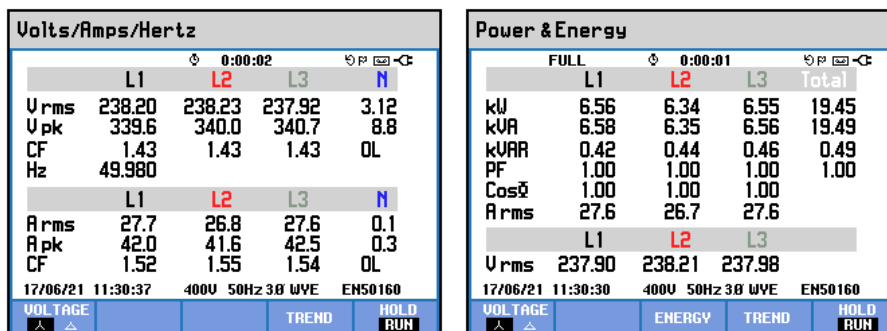 Volts/Amps/Hertz
0:00:02
L1 L2 L3 N
V rms 238.20 238.23 237.92 3.12
V pk 339.6 340.0 340.7 8.8
CF 1.43 1.43 1.43 OL
Hz 49.980
L1 L2 L3 N
A rms 27.7 26.8 27.6 0.1
A pk 42.0 41.6 42.5 0.3
CF 1.52 1.55 1.54 OL
17/06/21 11:30:37 400V 50Hz 3Ø WYE EN50160
VOLTAGE TREND HOLD
RUN
Power & Energy
FULL 0:00:01
L1 L2 L3 Total
kW 6.56 6.34 6.55 19.45
kVA 6.58 6.35 6.56 19.49
kVAR 0.42 0.44 0.46 0.49
PF 1.00 1.00 1.00 1.00
CosΦ 1.00 1.00 1.00
A rms 27.6 26.7 27.6
L1 L2 L3
V rms 237.90 238.21 237.98
17/06/21 11:30:30 400V 50Hz 3Ø WYE EN50160
VOLTAGE ENERGY TREND HOLD
RUN